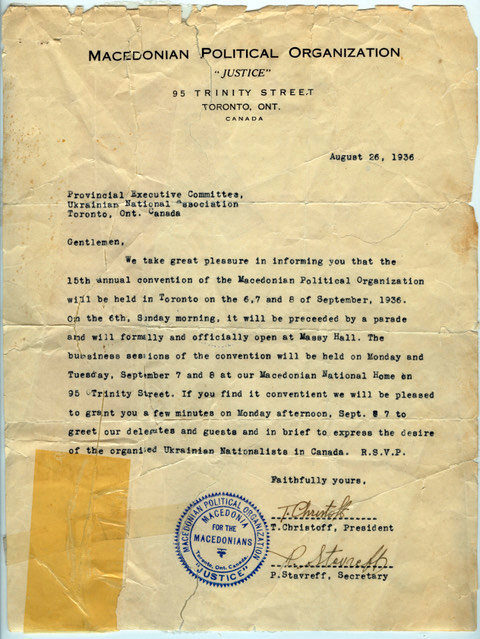 MACEDONIAN POLITICAL ORGANIZATION
"JUSTICE"
95 TRINITY STREET
TORONTO, ONT.
CANADA
August 26, 1936
Provincial Executive Committee,
Ukrainian National Association
Toronto, Ont. Canada
Gentlemen,
We take great pleasure in informing you that the
15th annual convention of the Macedonian Political Organization
will be held in Toronto on the 6,7 and 8 of September, 1936.
On the 6th, Sunday morning, it will be preceeded by a parade
and will formally and officially open at Massy Hall. The
bussiness sessions of the convention will be held on Monday and
Tuesday, September 7 and 8 at our Macedonian National Home on
95 Trinity Street. If you find it conventient we will be pleased
to grant you a few minutes on Monday afternoon, Sept. 7 to
greet our delegates and guests and in brief to express the desire
of the organized Ukrainian Nationalists in Canada. R.S.V.P.
Faithfully yours,
T. Christoff
T.Christoff, President
P. Stavreff
P.Stavreff, Secretary
MACEDONIAN POLITICAL ORGANIZATION
MACEDONIA
FOR THE
MACEDONIANS
Toronto, Ont. Canada
"JUSTICE"